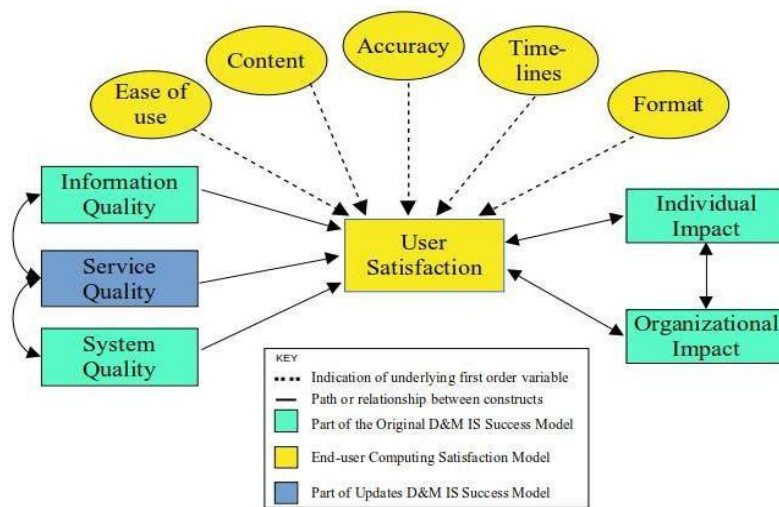 Accuracy
Content
Time-
lines
Ease of
use
Format
Information
Quality
Service
Quality
System
Quality
User
Satisfaction
Individual
Impact
Organizational
Impact
KEY
Indication of underlying first order variable
Path or relationship between constructs
Part of the Original D&M IS Success Model
End-user Computing Satisfaction Model
Part of Updates D&M IS Success Model